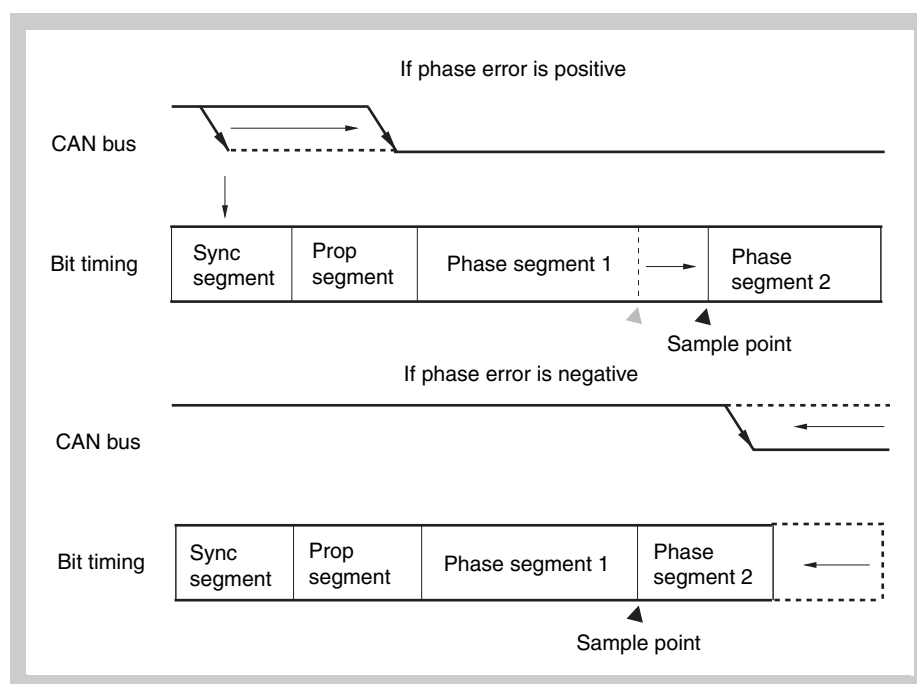 If phase error is positive
CAN bus
Bit timing
Sync
segment
Prop
segment
Phase segment 1
Phase
segment 2
Sample point
If phase error is negative
CAN bus
Bit timing
Sync
segment
Prop
segment
Phase segment 1
Phase
segment 2
Sample point